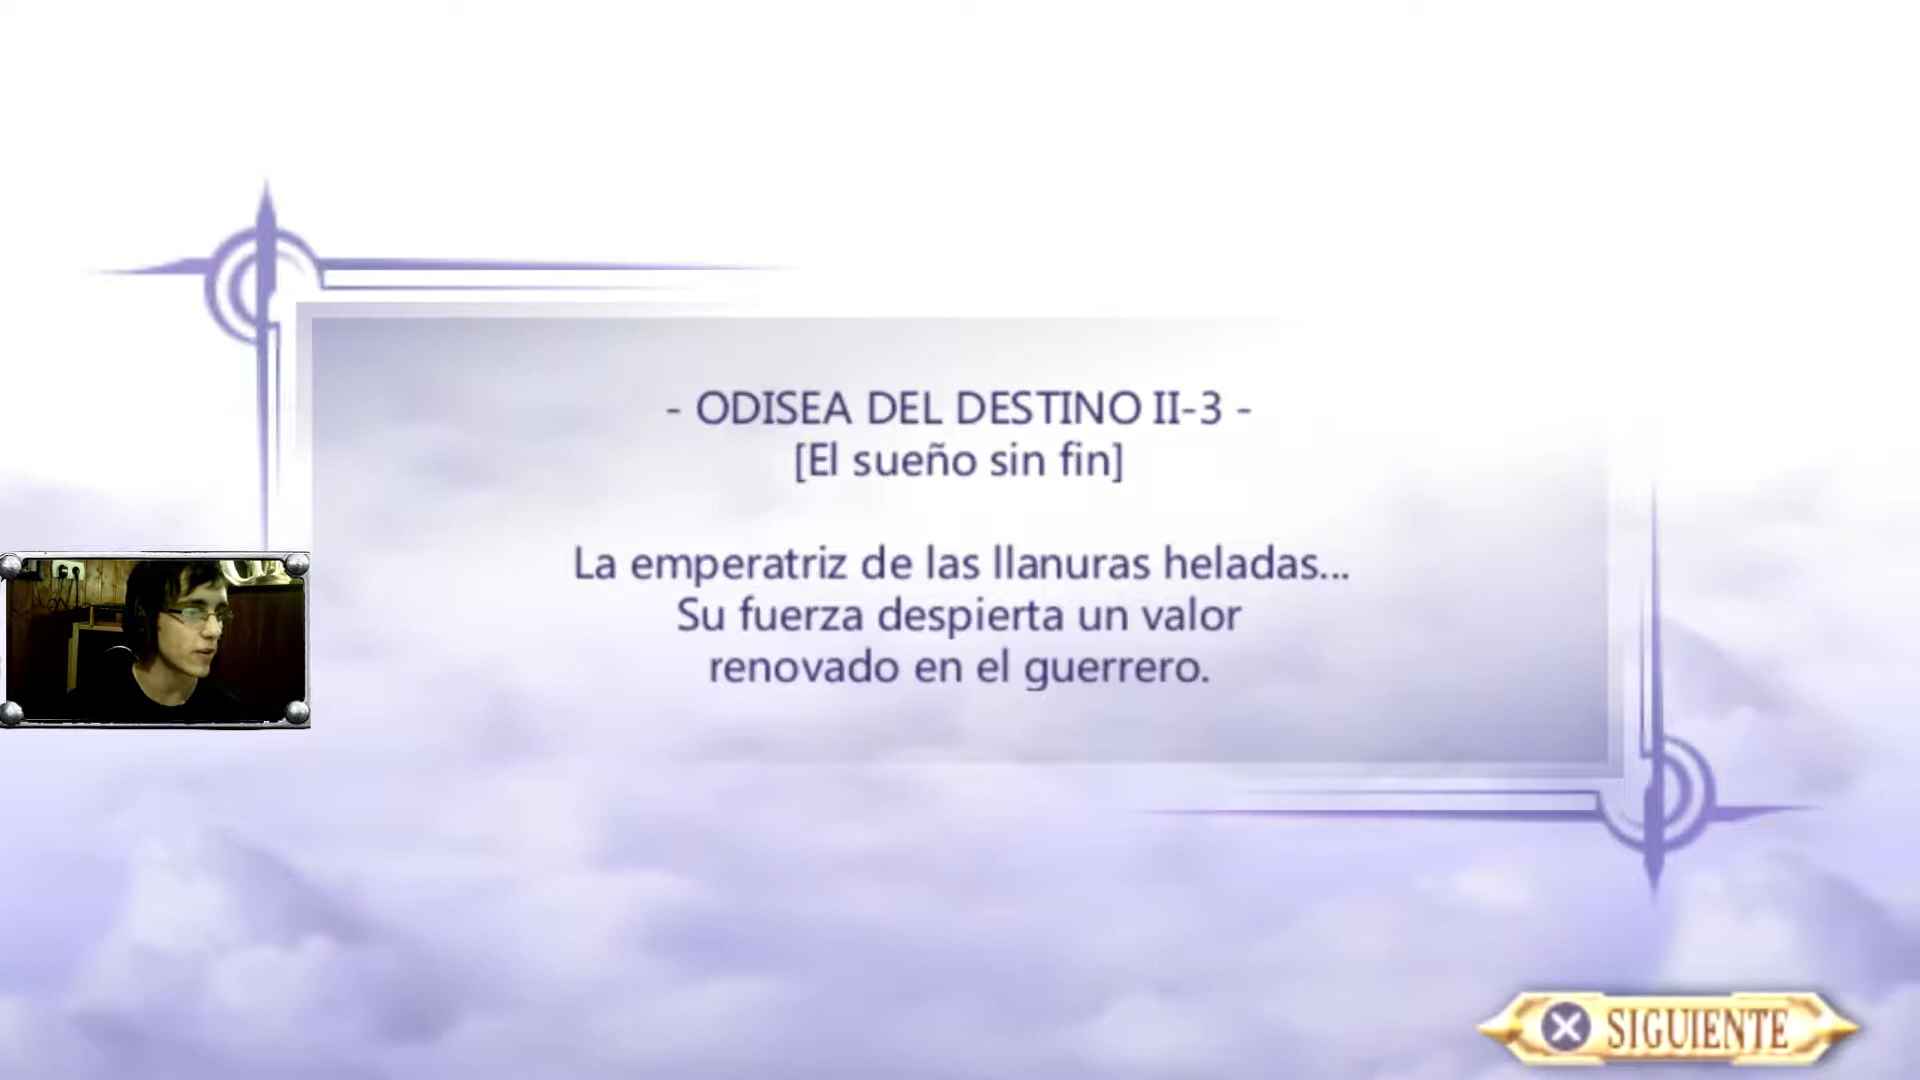 - ODISEA DEL DESTINO II-3 -
[El sueño sin fin]
La emperatriz de las llanuras heladas...
Su fuerza despierta un valor
renovado en el guerrero.
SIGUIENTE